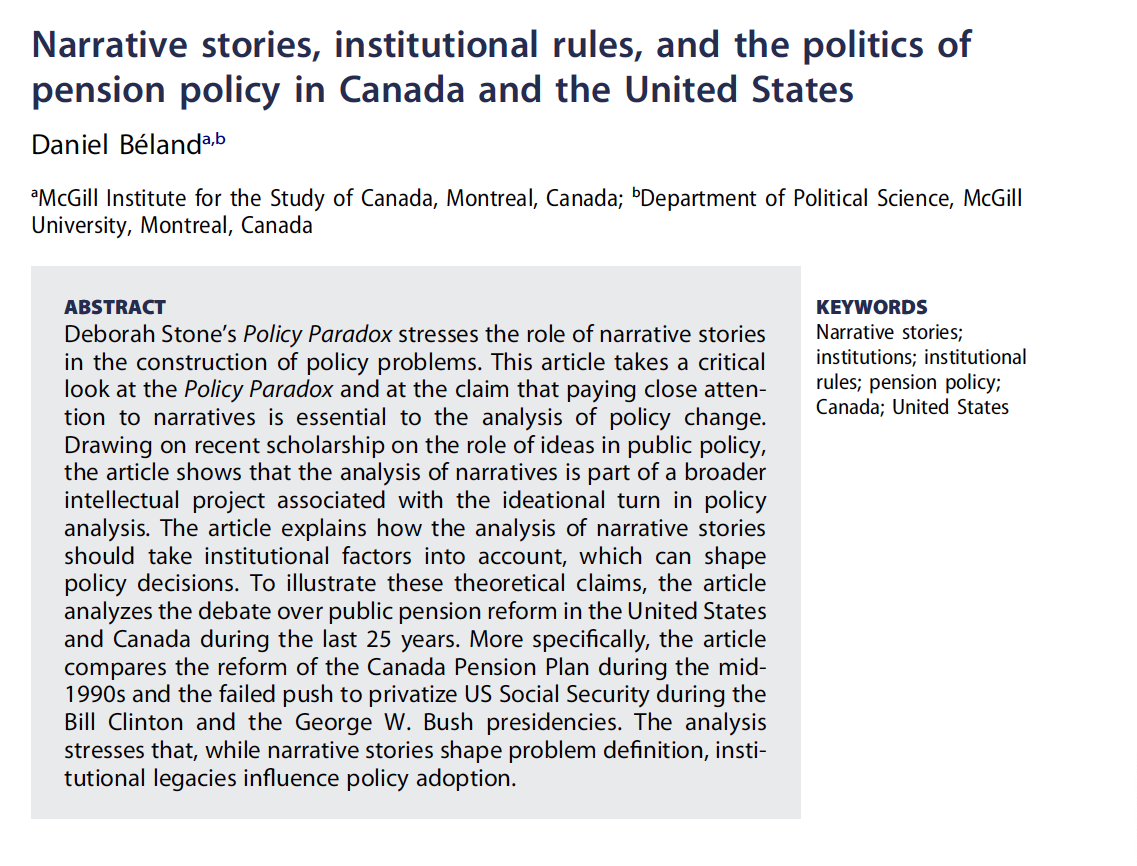 Narrative stories, institutional rules, and the politics of
pension policy in Canada and the United States
Daniel Bélandᵃ,ᵇ
ᵃMcGill Institute for the Study of Canada, Montreal, Canada; ᵇDepartment of Political Science, McGill
University, Montreal, Canada
ABSTRACT
Deborah Stone's Policy Paradox stresses the role of narrative stories
in the construction of policy problems. This article takes a critical
look at the Policy Paradox and at the claim that paying close atten-
tion to narratives is essential to the analysis of policy change.
Drawing on recent scholarship on the role of ideas in public policy,
the article shows that the analysis of narratives is part of a broader
intellectual project associated with the ideational turn in policy
analysis. The article explains how the analysis of narrative stories
should take institutional factors into account, which can shape
policy decisions. To illustrate these theoretical claims, the article
analyzes the debate over public pension reform in the United States
and Canada during the last 25 years. More specifically, the article
compares the reform of the Canada Pension Plan during the mid-
1990s and the failed push to privatize US Social Security during the
Bill Clinton and the George W. Bush presidencies. The analysis
stresses that, while narrative stories shape problem definition, insti-
tutional legacies influence policy adoption.
KEYWORDS
Narrative stories;
institutions; institutional
rules; pension policy;
Canada; United States